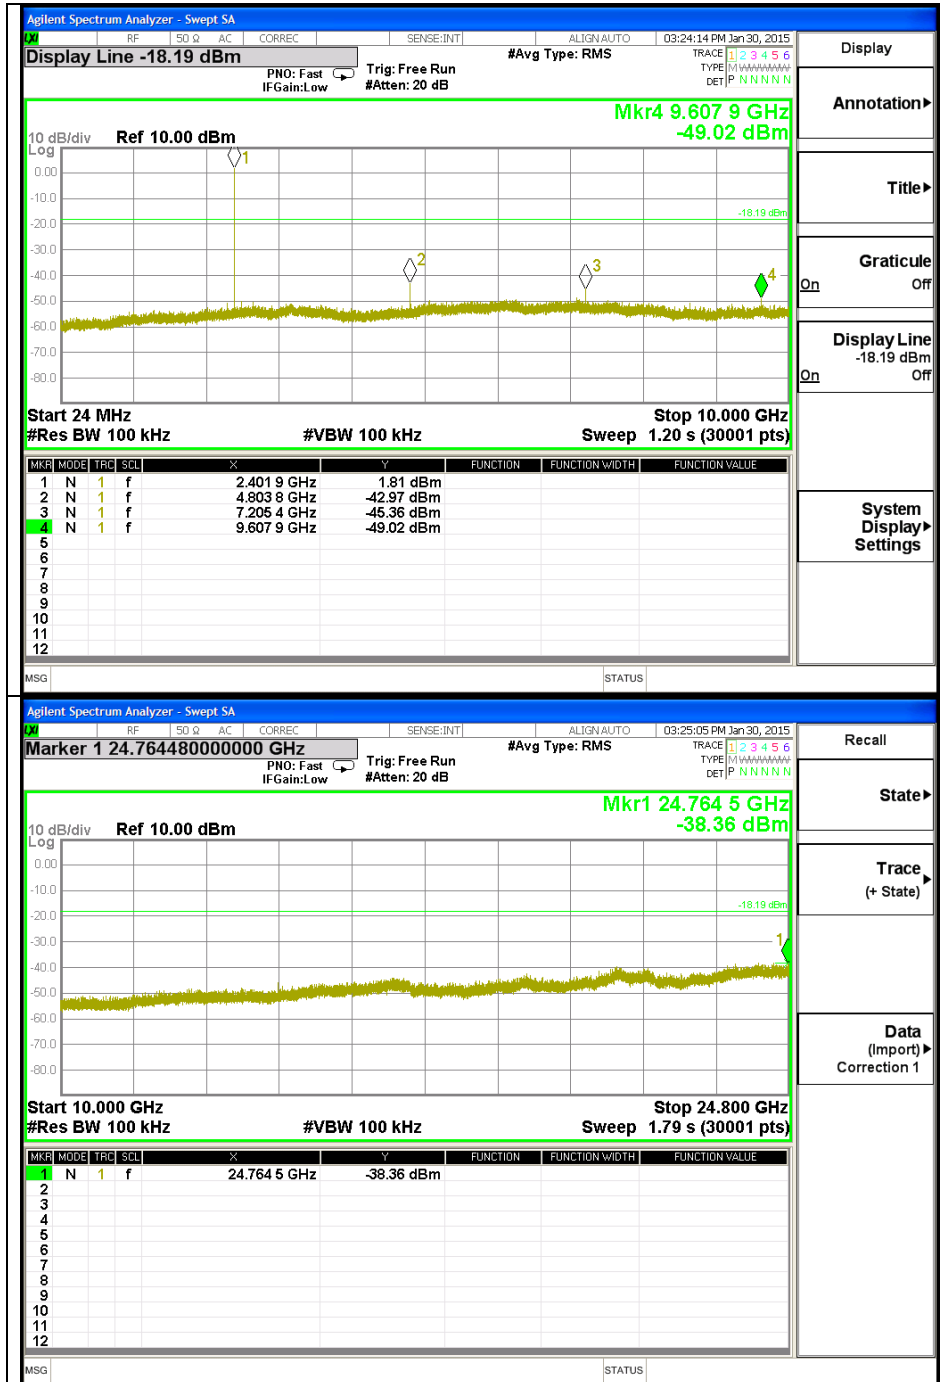 Agilent Spectrum Analyzer - Swept SA
LXI RF 50 Ω AC CORREC SENSE:INT ALIGN AUTO 03:24:14 PM Jan 30, 2015
Display Line -18.19 dBm
#Avg Type: RMS
TRACE 1 2 3 4 5 6
PNO: Fast
IFGain:Low
Trig: Free Run
#Atten: 20 dB
TYPE M WWWWW
DET P N N N N N
Mkr4 9.607 9 GHz
-49.02 dBm
10 dB/div Ref 10.00 dBm
Log
0.00
-10.0
-20.0
-30.0
-40.0
-50.0
-60.0
-70.0
-80.0
1
-18.19 dBm
2
3
4
Start 24 MHz Stop 10.000 GHz
#Res BW 100 kHz #VBW 100 kHz Sweep 1.20 s (30001 pts)
MKR MODE TRC SCL X Y FUNCTION FUNCTION WIDTH FUNCTION VALUE
1 N 1 f 2.401 9 GHz 1.81 dBm
2 N 1 f 4.803 8 GHz -42.97 dBm
3 N 1 f 7.205 4 GHz -45.36 dBm
4 N 1 f 9.607 9 GHz -49.02 dBm
5
6
7
8
9
10
11
12
MSG STATUS
Display
Annotation
Title
Graticule
On Off
Display Line
-18.19 dBm
On Off
System
Display
Settings
Agilent Spectrum Analyzer - Swept SA
LXI RF 50 Ω AC CORREC SENSE:INT ALIGN AUTO 03:25:05 PM Jan 30, 2015
Marker 1 24.764480000000 GHz
#Avg Type: RMS
TRACE 1 2 3 4 5 6
PNO: Fast
IFGain:Low
Trig: Free Run
#Atten: 20 dB
TYPE M WWWWW
DET P N N N N N
Mkr1 24.764 5 GHz
-38.36 dBm
10 dB/div Ref 10.00 dBm
Log
0.00
-10.0
-20.0
-30.0
-40.0
-50.0
-60.0
-70.0
-80.0
-18.19 dBm
1
Start 10.000 GHz Stop 24.800 GHz
#Res BW 100 kHz #VBW 100 kHz Sweep 1.79 s (30001 pts)
MKR MODE TRC SCL X Y FUNCTION FUNCTION WIDTH FUNCTION VALUE
1 N 1 f 24.764 5 GHz -38.36 dBm
2
3
4
5
6
7
8
9
10
11
12
MSG STATUS
Recall
State
Trace
(+ State)
Data
(Import)
Correction 1